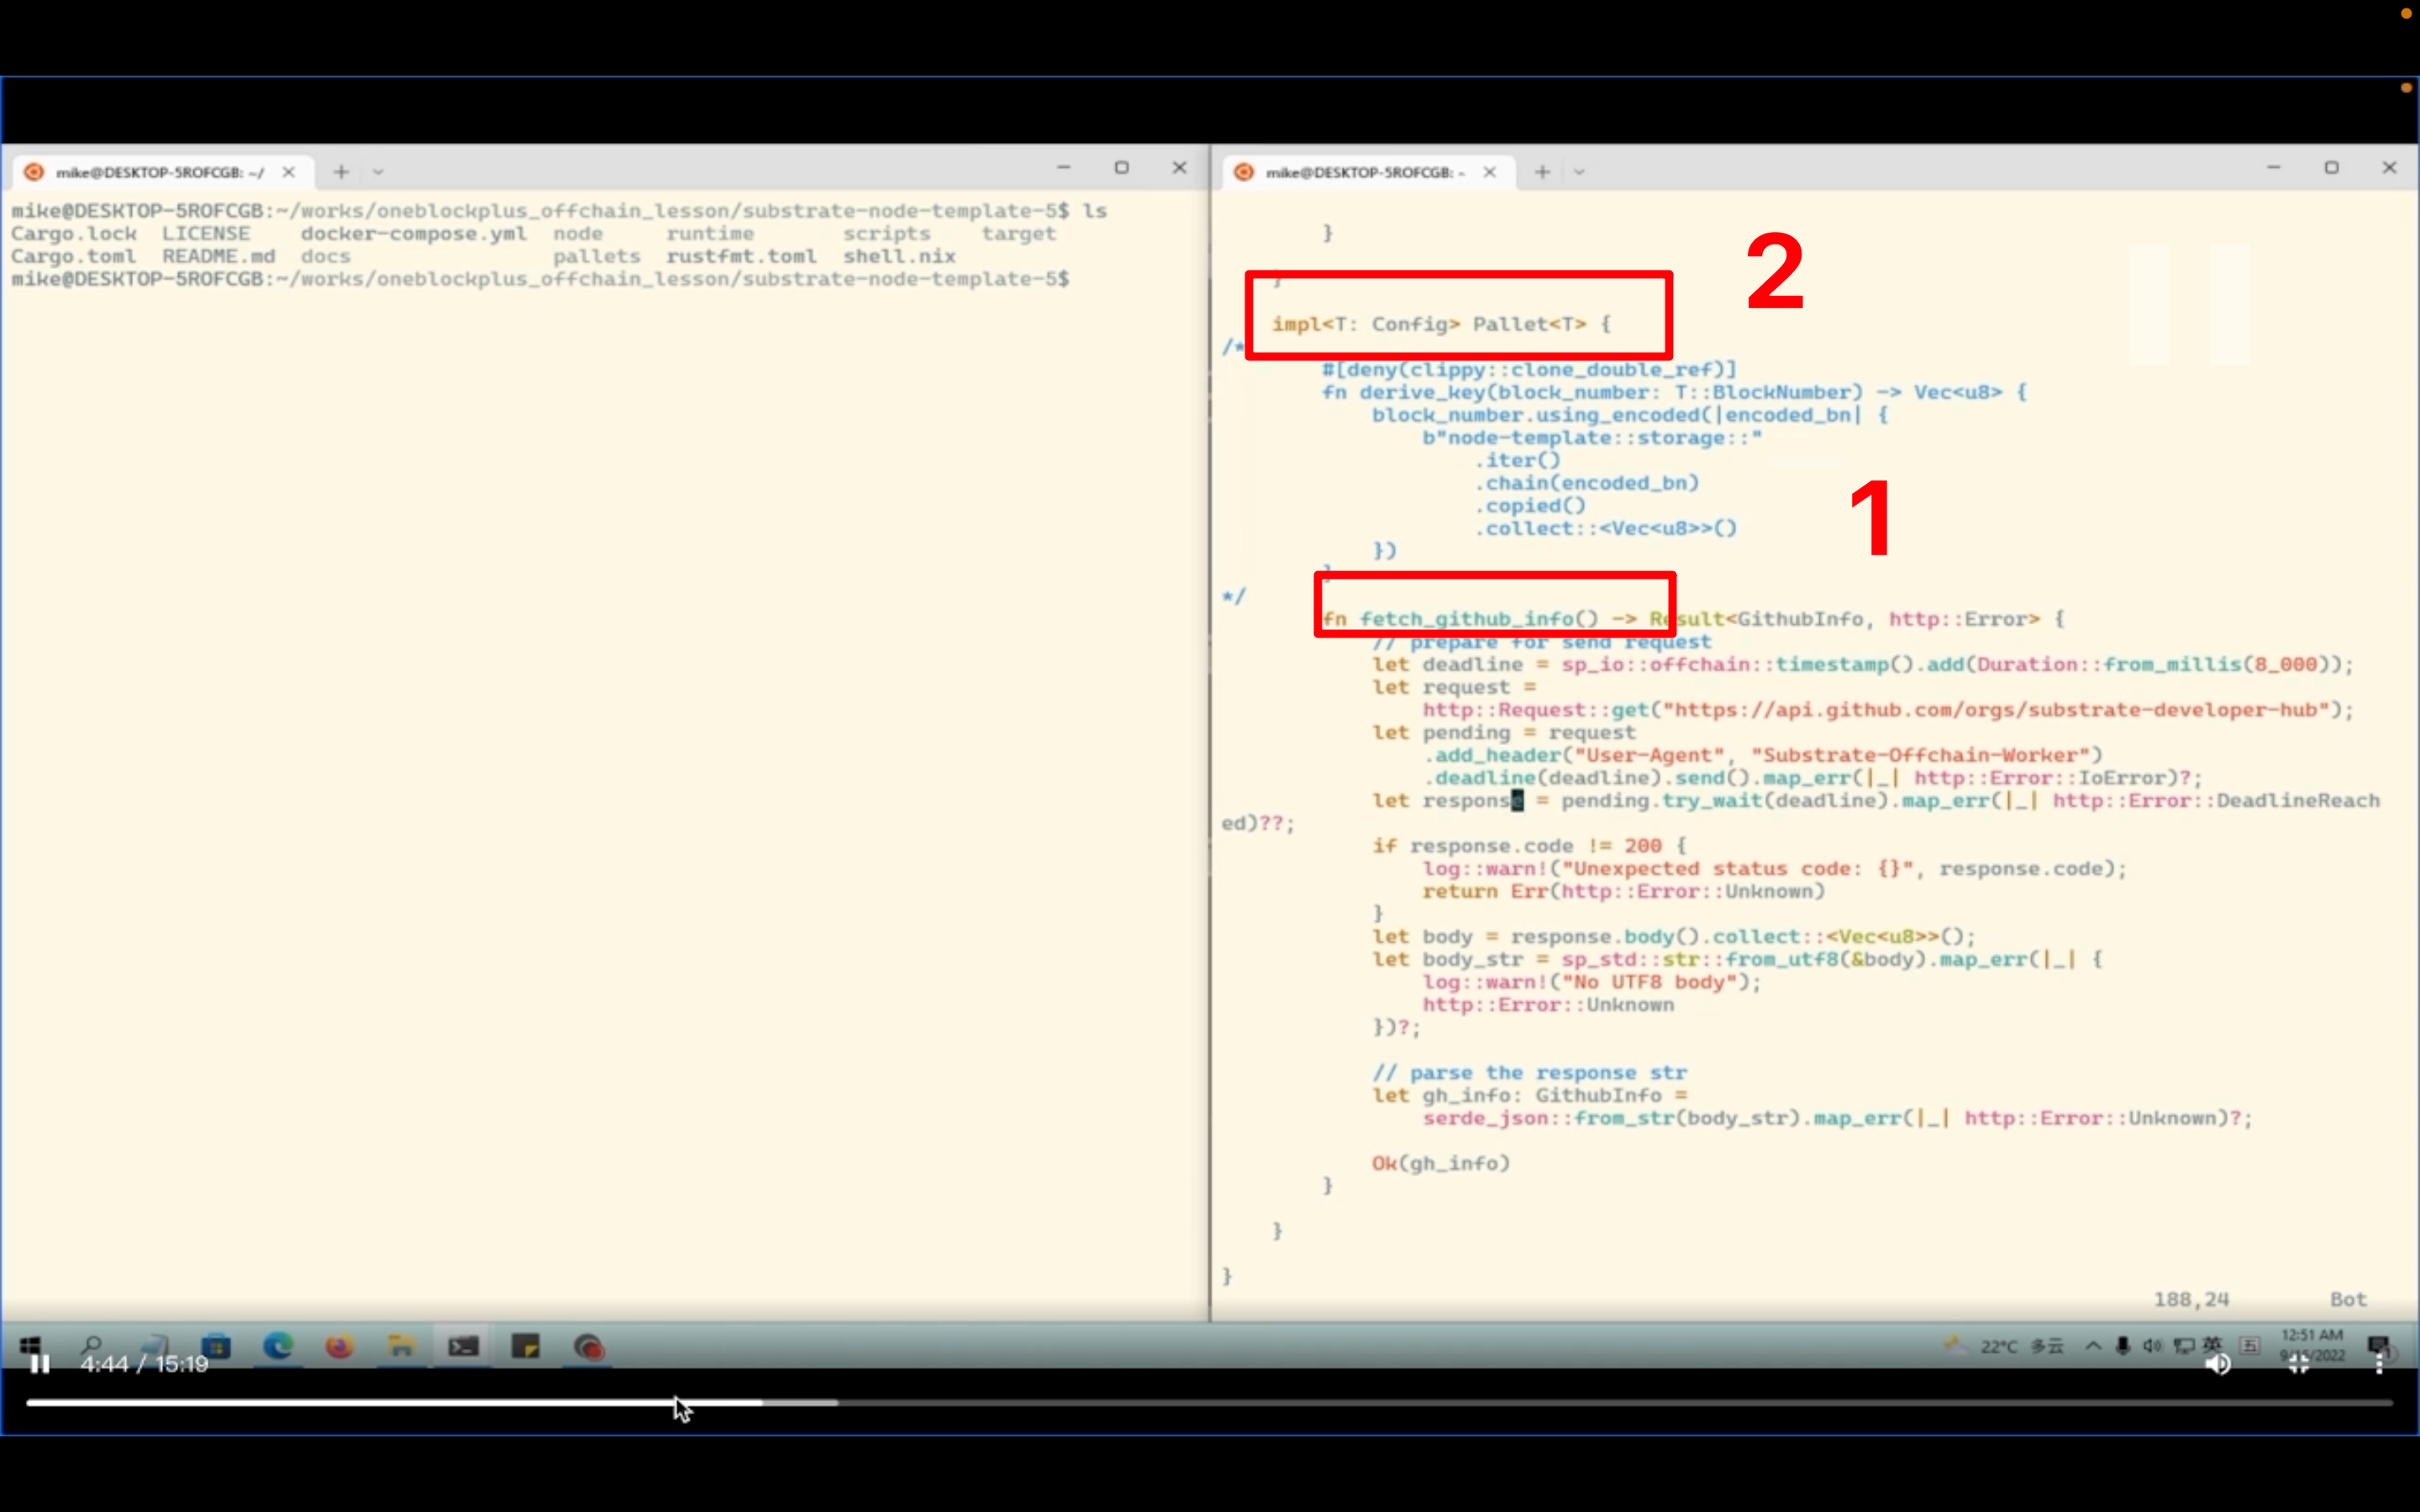 mike@DESKTOP-5ROFCGB: ~/
mike@DESKTOP-5ROFCGB:~/works/oneblockplus_offchain_lesson/substrate-node-template-5$ ls
Cargo.lock  LICENSE    docker-compose.yml  node     runtime       scripts    target
Cargo.toml  README.md  docs                pallets  rustfmt.toml  shell.nix
mike@DESKTOP-5ROFCGB:~/works/oneblockplus_offchain_lesson/substrate-node-template-5$
mike@DESKTOP-5ROFCGB: ~
        }
2
    }
    impl<T: Config> Pallet<T> {
/*
        #[deny(clippy::clone_double_ref)]
        fn derive_key(block_number: T::BlockNumber) -> Vec<u8> {
            block_number.using_encoded(|encoded_bn| {
                b"node-template::storage::"
                    .iter()
                    .chain(encoded_bn)
                    .copied()
                    .collect::<Vec<u8>>()
1
            })
        }
*/
        fn fetch_github_info() -> Result<GithubInfo, http::Error> {
            // prepare for send request
            let deadline = sp_io::offchain::timestamp().add(Duration::from_millis(8_000));
            let request =
                http::Request::get("https://api.github.com/orgs/substrate-developer-hub");
            let pending = request
                .add_header("User-Agent", "Substrate-Offchain-Worker")
                .deadline(deadline).send().map_err(|_| http::Error::IoError)?;
            let response = pending.try_wait(deadline).map_err(|_| http::Error::DeadlineReach
ed)??;
            if response.code != 200 {
                log::warn!("Unexpected status code: {}", response.code);
                return Err(http::Error::Unknown)
            }
            let body = response.body().collect::<Vec<u8>>();
            let body_str = sp_std::str::from_utf8(&body).map_err(|_| {
                log::warn!("No UTF8 body");
                http::Error::Unknown
            })?;
            // parse the response str
            let gh_info: GithubInfo =
                serde_json::from_str(body_str).map_err(|_| http::Error::Unknown)?;
            Ok(gh_info)
        }
    }
}
188,24        Bot
22°C 多云 英 五 12:51 AM
9/15/2022
4:44 / 15:19